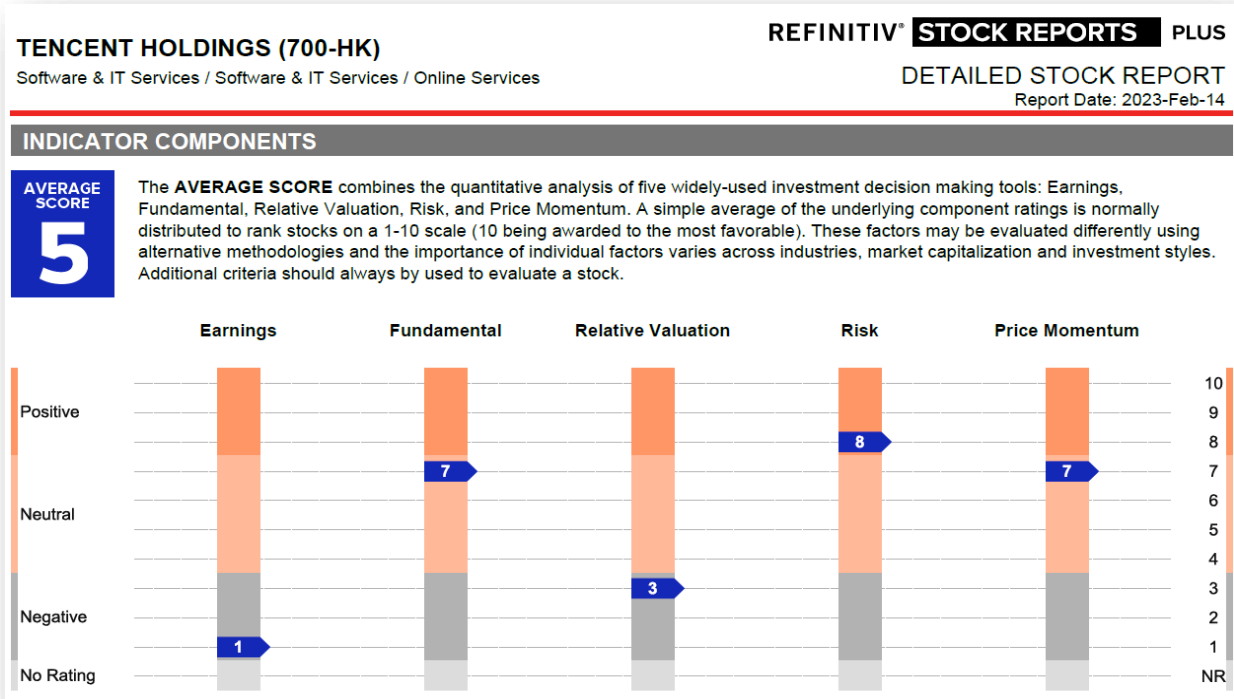 TENCENT HOLDINGS (700-HK)
Software & IT Services / Software & IT Services / Online Services
REFINITIV® STOCK REPORTS PLUS
DETAILED STOCK REPORT
Report Date: 2023-Feb-14
INDICATOR COMPONENTS
AVERAGE
SCORE
5
The AVERAGE SCORE combines the quantitative analysis of five widely-used investment decision making tools: Earnings,
Fundamental, Relative Valuation, Risk, and Price Momentum. A simple average of the underlying component ratings is normally
distributed to rank stocks on a 1-10 scale (10 being awarded to the most favorable). These factors may be evaluated differently using
alternative methodologies and the importance of individual factors varies across industries, market capitalization and investment styles.
Additional criteria should always by used to evaluate a stock.
Earnings Fundamental Relative Valuation Risk Price Momentum
10
Positive 9
8 8
7 7 7
6
Neutral
5
4
3 3
Negative 2
1 1
No Rating NR